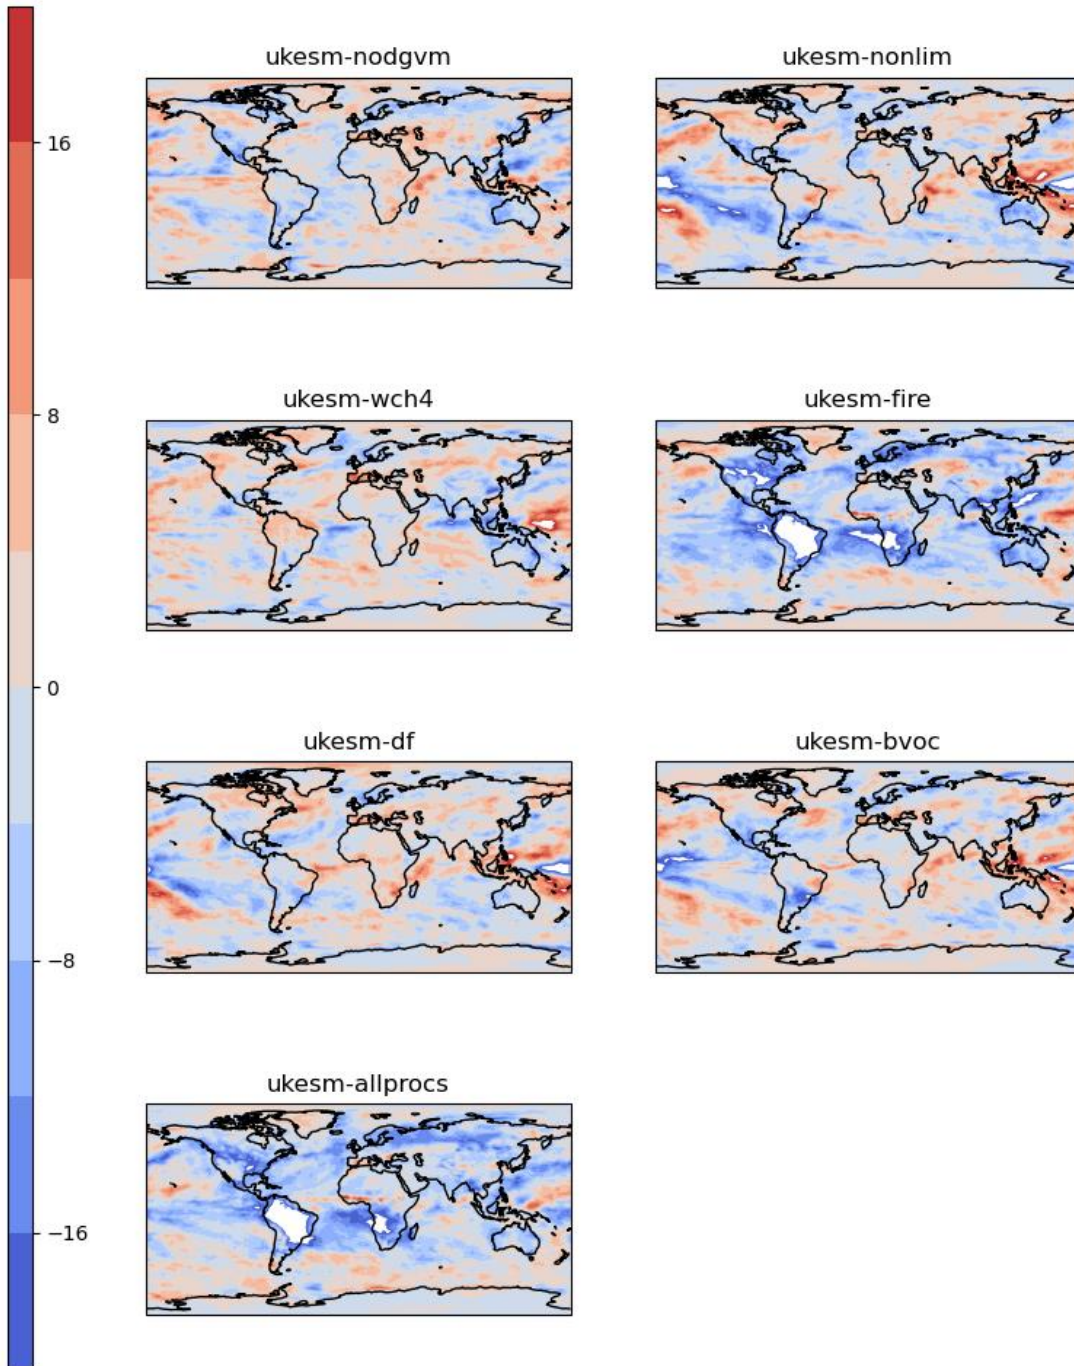 16
8
0
−8
−16
ukesm-nodgvm
ukesm-nonlim
ukesm-wch4
ukesm-fire
ukesm-df
ukesm-bvoc
ukesm-allprocs